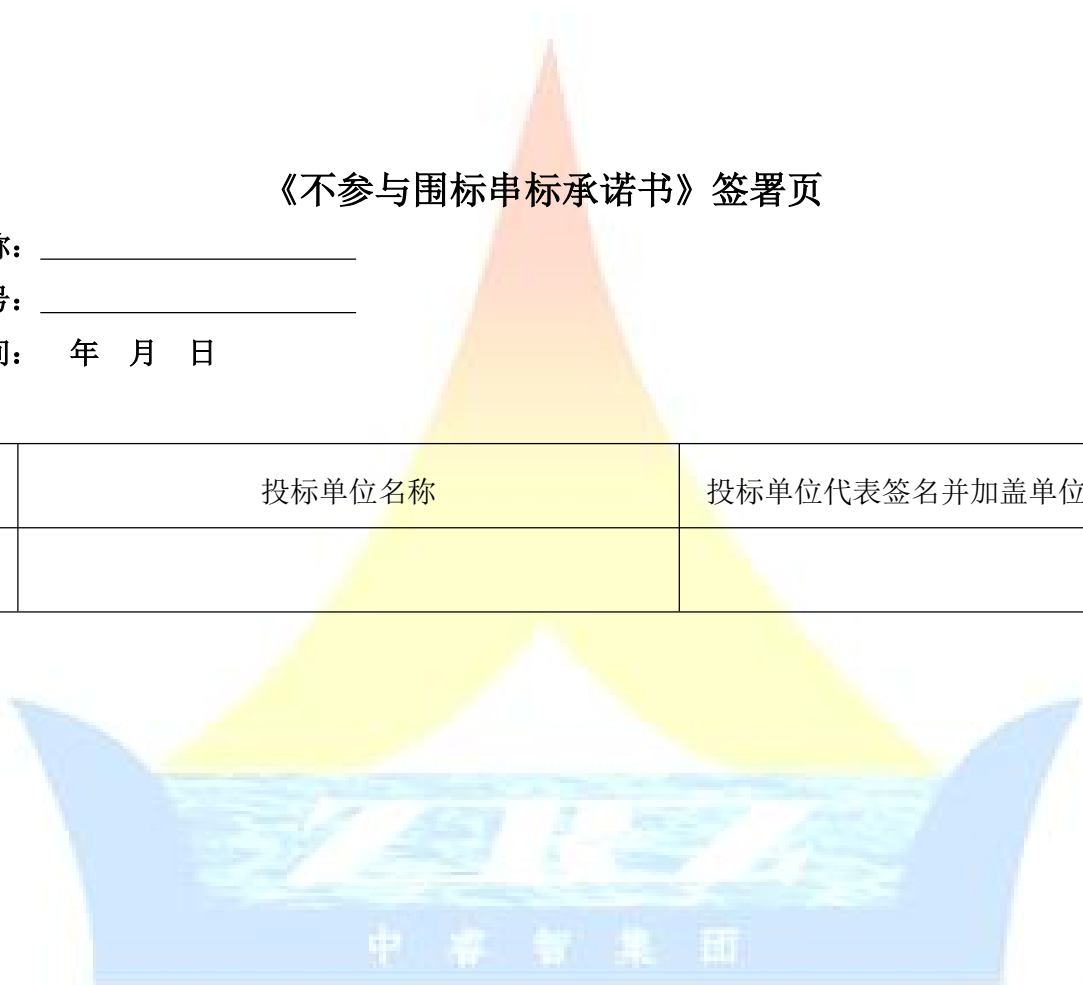 《不参与围标串标承诺书》签署页
称：
号：
间： 年 月 日
投标单位名称
投标单位代表签名并加盖单位
ZRZ
中睿智集团